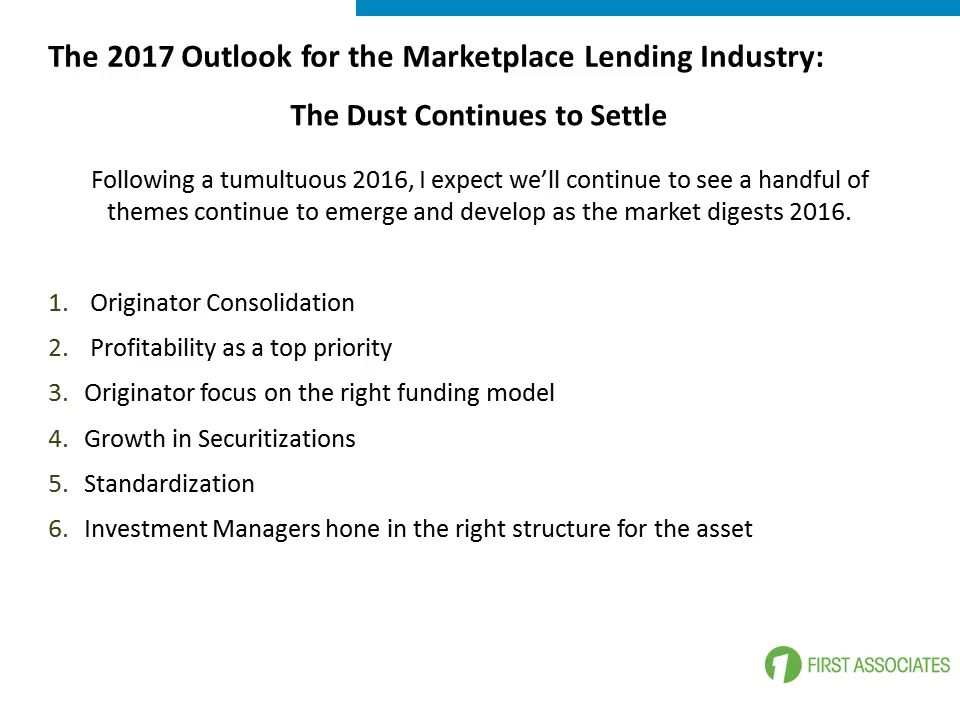 The 2017 Outlook for the Marketplace Lending Industry:
The Dust Continues to Settle
Following a tumultuous 2016, I expect we’ll continue to see a handful of
themes continue to emerge and develop as the market digests 2016.
1. Originator Consolidation
2. Profitability as a top priority
3. Originator focus on the right funding model
4. Growth in Securitizations
5. Standardization
6. Investment Managers hone in the right structure for the asset
1 FIRST ASSOCIATES